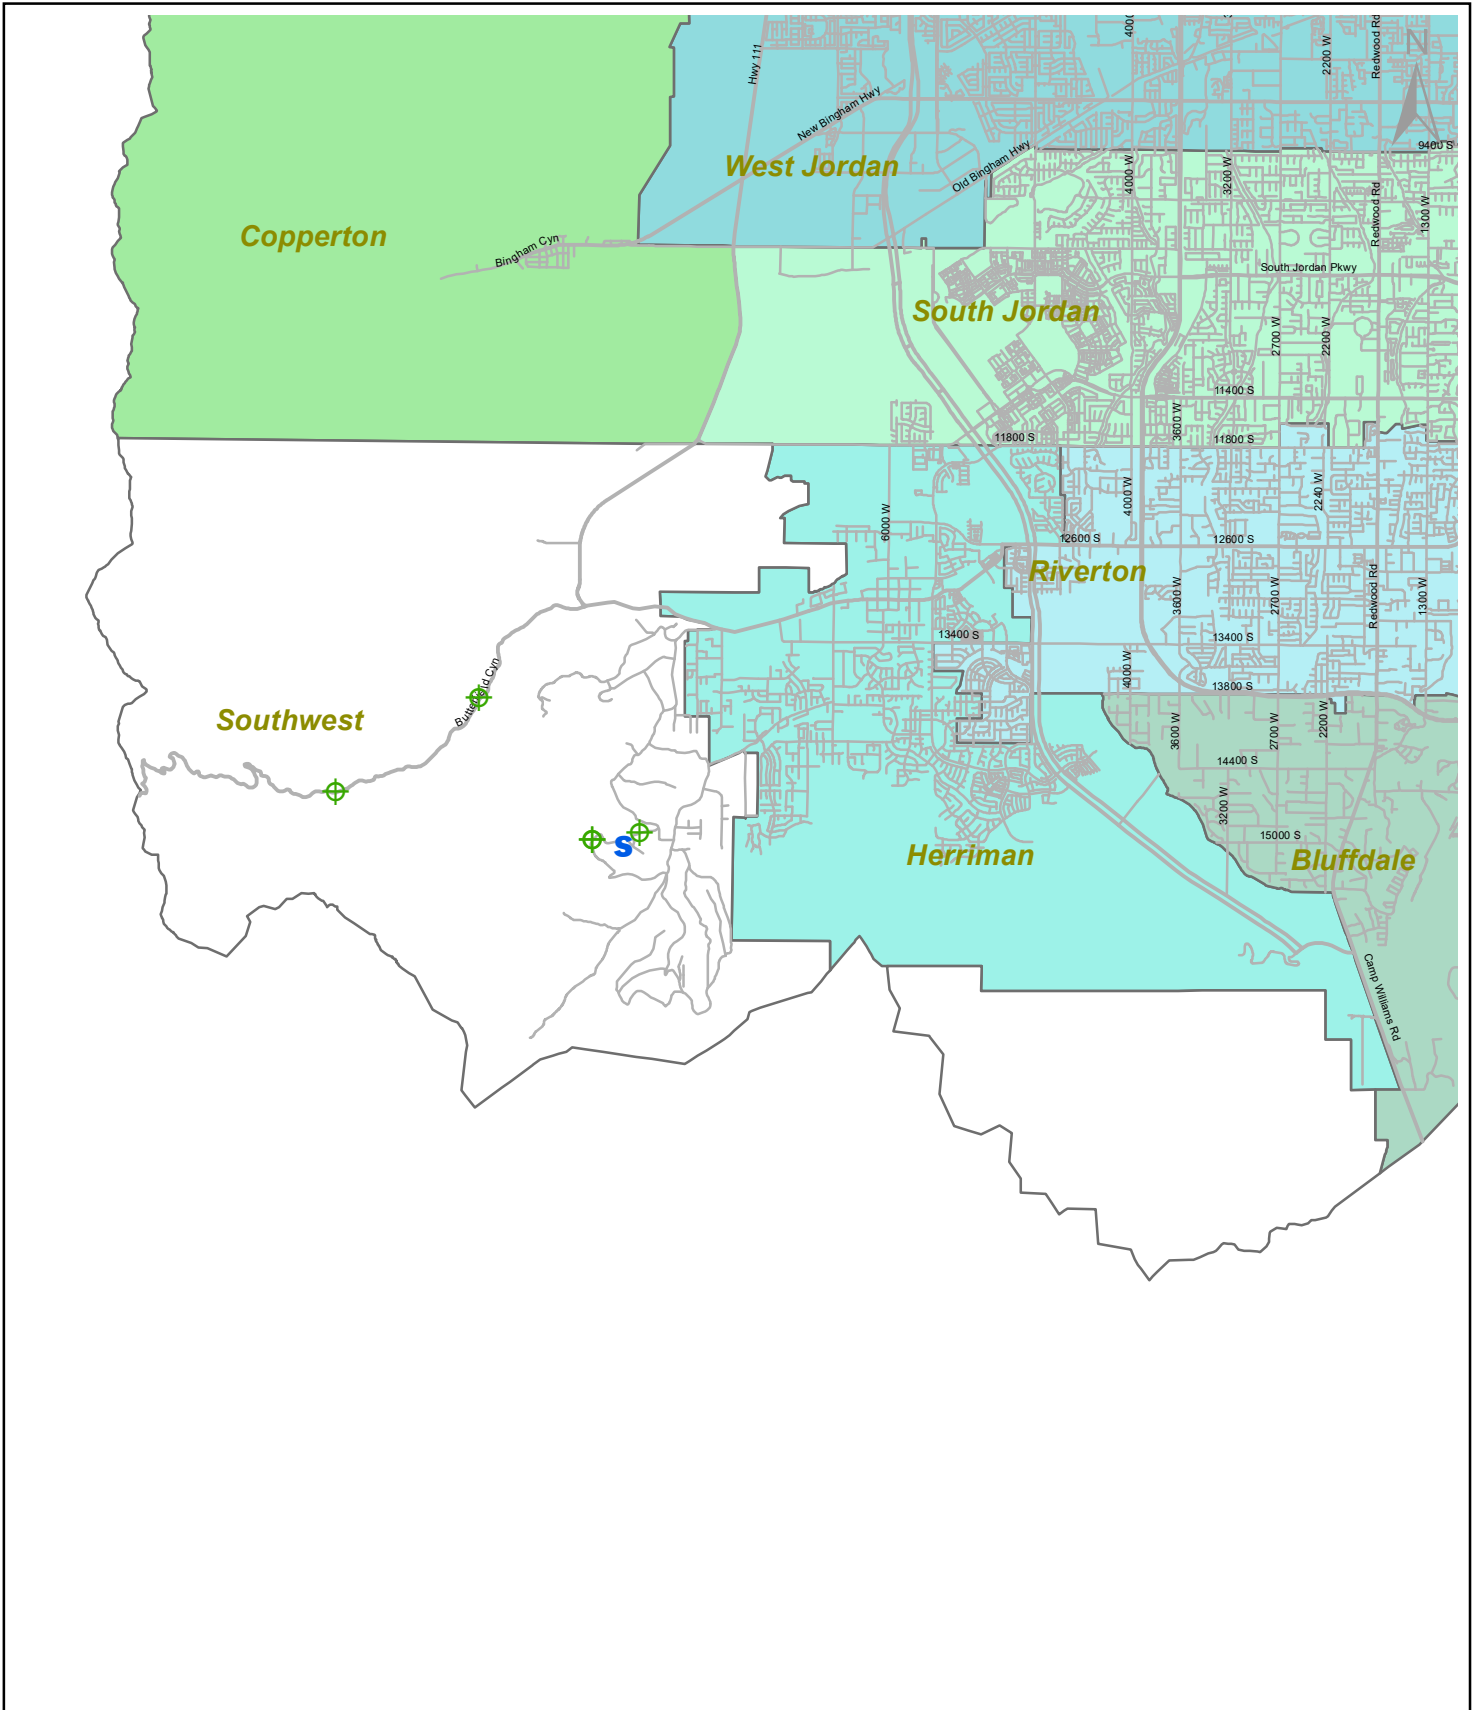 4000
Hwy 111
2200 W
Redwood Rd
N
New Bingham Hwy
West Jordan
Old Bingham Hwy
9400 S
4000 W
3200 W
Redwood Rd
1300 W
Copperton
Bingham Cyn
South Jordan Pkwy
South Jordan
2700 W
2200 W
11400 S
3600 W
11800 S
11800 S
6000 W
4000 W
2240 W
12600 S
12600 S
Riverton
3600 W
2700 W
Redwood Rd
1300 W
13400 S
13400 S
4000 W
13800 S
Southwest
3600 W
2700 W
2200 W
14400 S
3200 W
15000 S
S
Herriman
Bluffdale
Camp Williams Rd